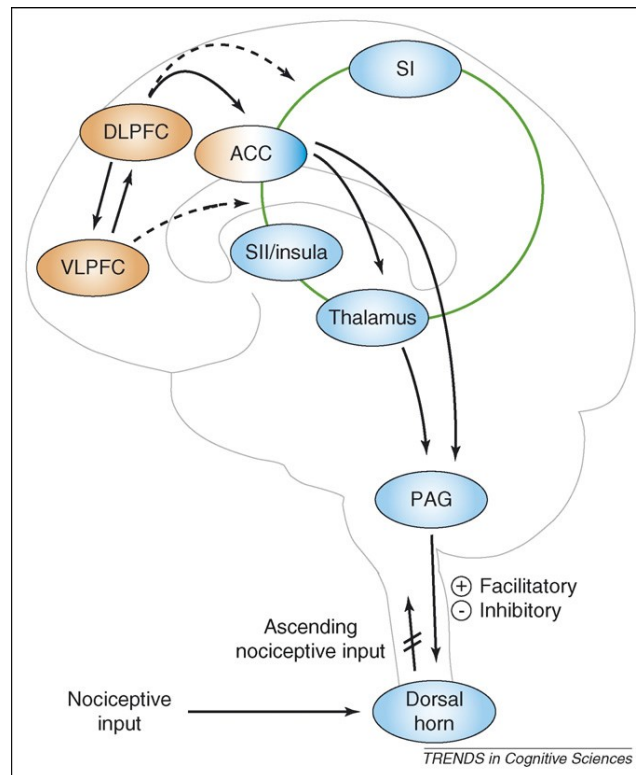 SI
DLPFC
ACC
SII/insula
VLPFC
Thalamus
PAG
+ Facilitatory
- Inhibitory
Ascending
nociceptive input
Nociceptive
input
Dorsal
horn
TRENDS in Cognitive Sciences